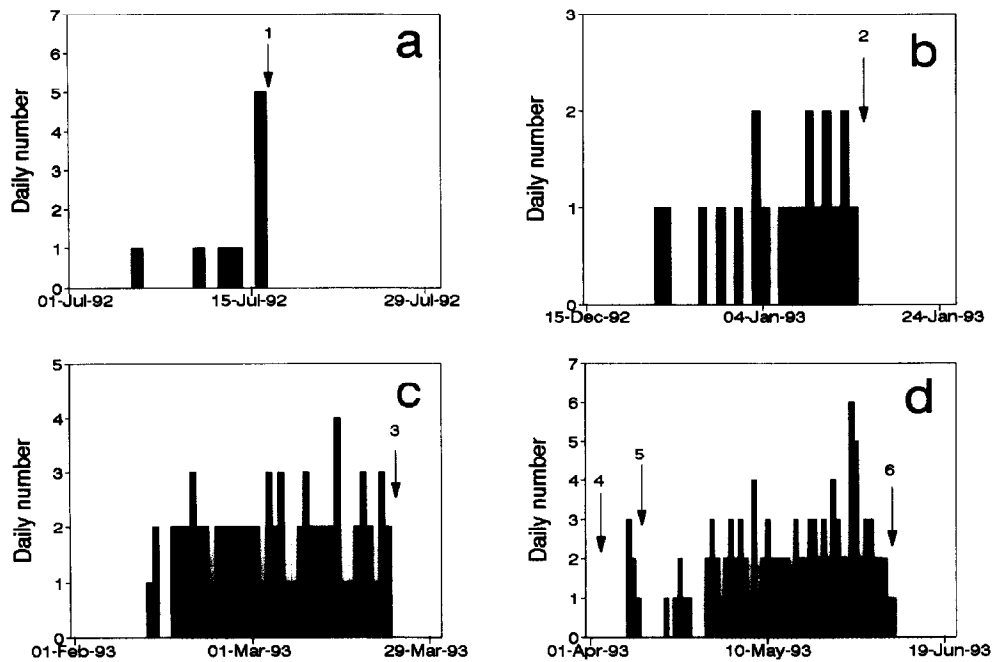 a
7
6
5
4
3
2
1
0
Daily number
1
01-Jul-92
15-Jul-92
29-Jul-92
b
3
2
1
0
Daily number
2
15-Dec-92
04-Jan-93
24-Jan-93
c
5
4
3
2
1
0
Daily number
3
01-Feb-93
01-Mar-93
29-Mar-93
d
7
6
5
4
3
2
1
0
Daily number
4
5
6
01-Apr-93
10-May-93
19-Jun-93